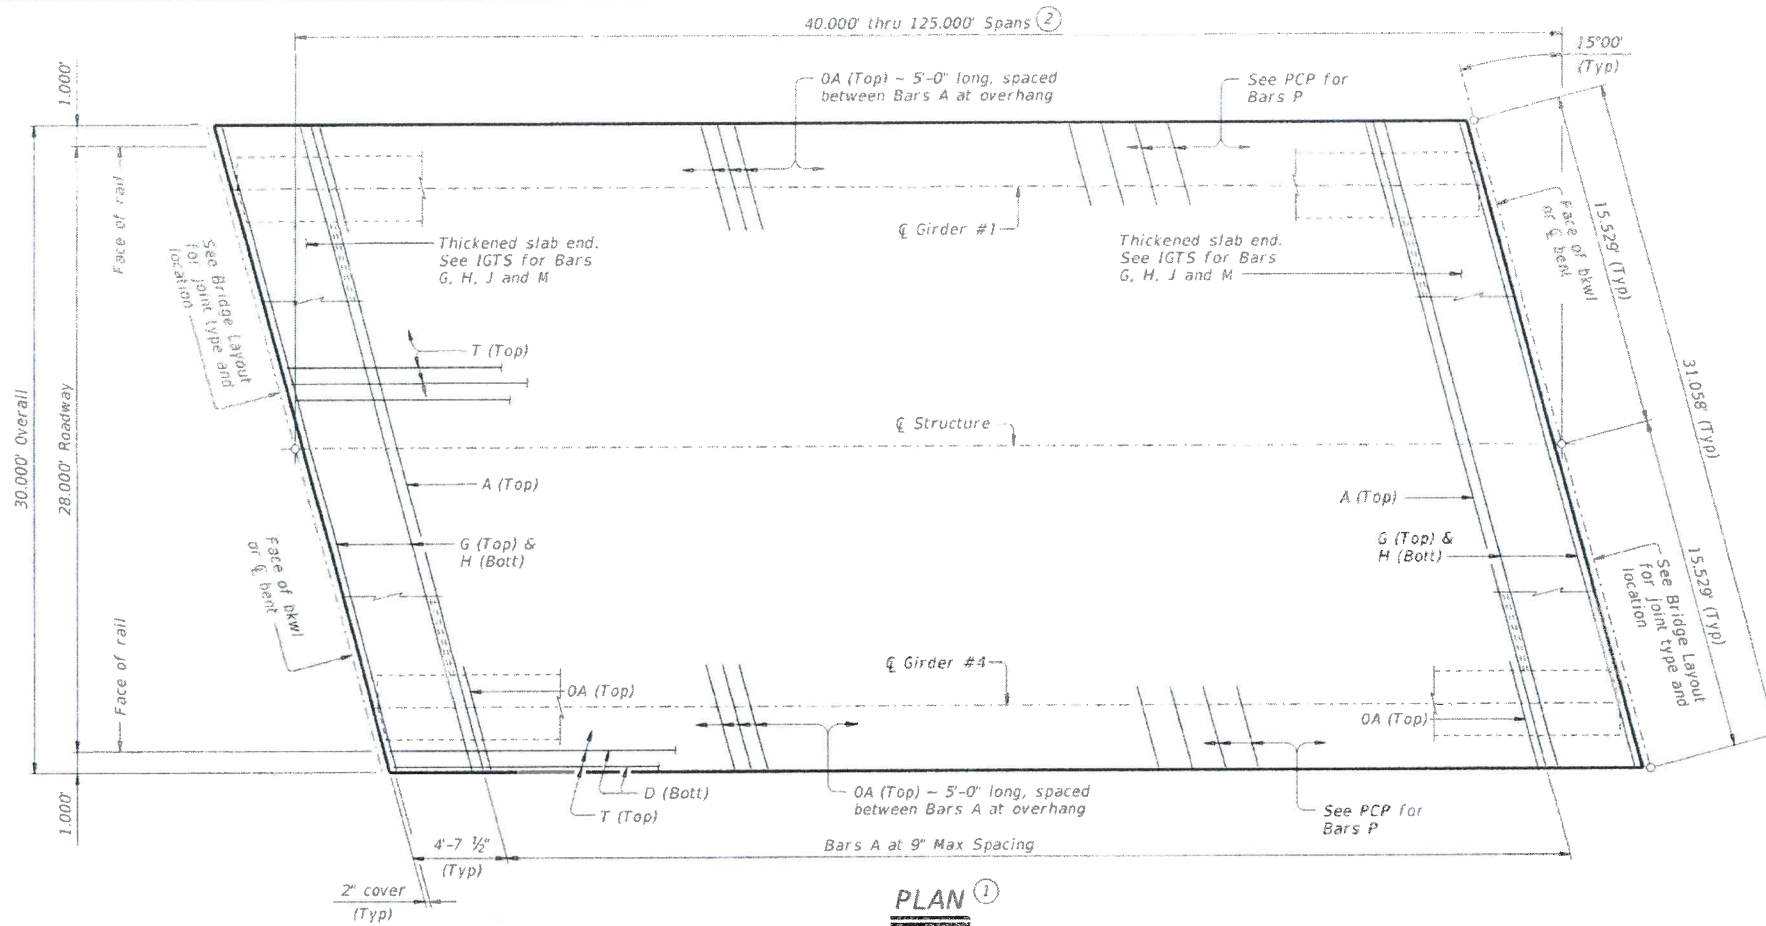 40.000' thru 125.000' Spans 2
15°00'
(Typ)
1.000'
OA (Top) ~ 5'-0" long, spaced
between Bars A at overhang
See PCP for
Bars P
Face of rail
℄ Girder #1
Thickened slab end.
See IGTS for Bars
G, H, J and M
Thickened slab end.
See IGTS for Bars
G, H, J and M
Face of bkwl
or ℄ bent
15.529' (Typ)
See Bridge Layout
for joint type and
location
T (Top)
31.058' (Typ)
30.000' Overall
28.000' Roadway
℄ Structure
A (Top)
A (Top)
G (Top) &
H (Bott)
G (Top) &
H (Bott)
Face of bkwl
or ℄ bent
See Bridge Layout
for joint type and
location
15.529' (Typ)
Face of rail
℄ Girder #4
OA (Top)
OA (Top)
D (Bott)
T (Top)
OA (Top) ~ 5'-0" long, spaced
between Bars A at overhang
See PCP for
Bars P
1.000'
4'-7 ½"
(Typ)
Bars A at 9" Max Spacing
2" cover
(Typ)
PLAN 1